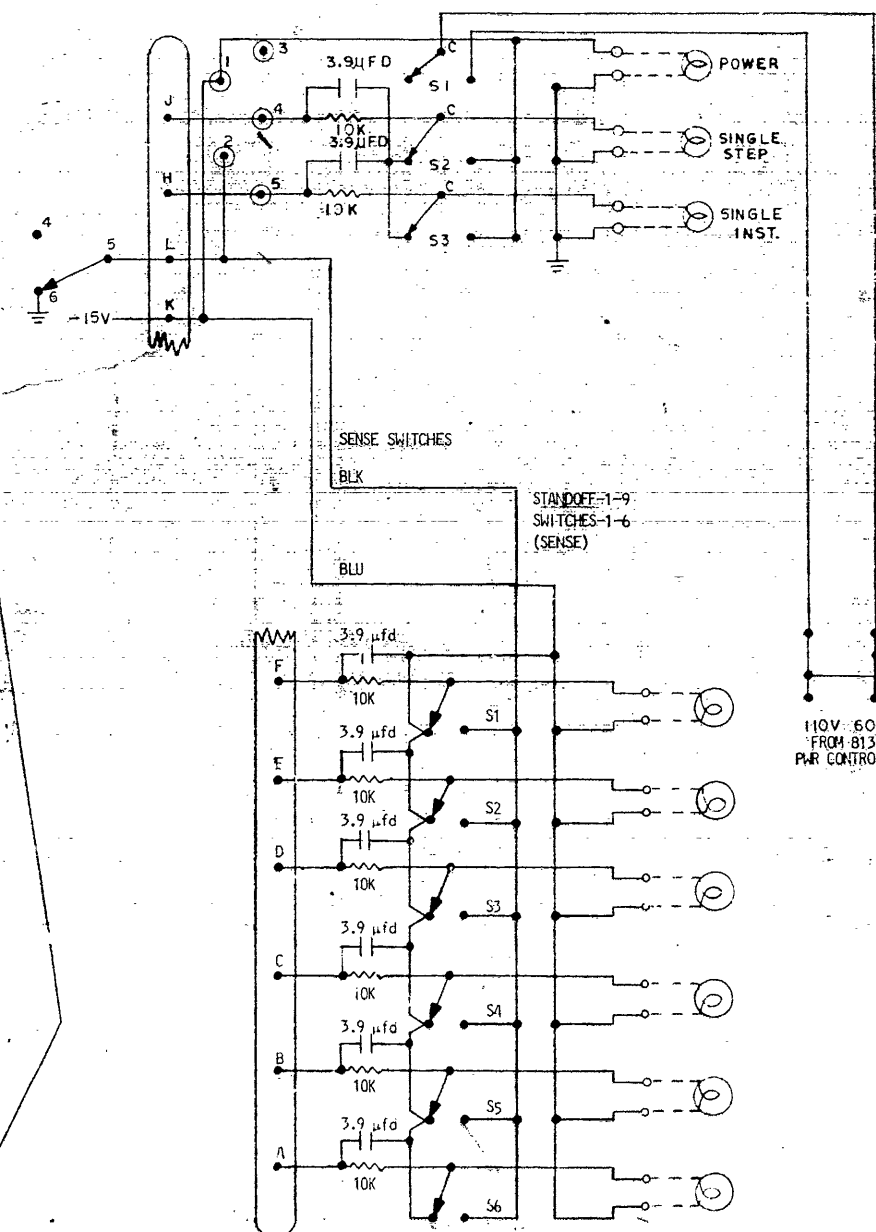 1
3
3.9µFD
C
S1
POWER
J
4
10K
3.9µFD
C
SINGLE
STEP
2
S2
H
5
10K
C
SINGLE
INST.
S3
4
5
L
6
-15V
K
SENSE SWITCHES
BLK
STANDOFF-1-9
SWITCHES-1-6
(SENSE)
BLU
3.9 µfd
F
10K
S1
110V 60
FROM 813
PWR CONTRO
3.9 µfd
E
10K
S2
3.9 µfd
D
10K
S3
3.9 µfd
C
10K
S4
3.9 µfd
B
10K
S5
3.9 µfd
A
10K
S6